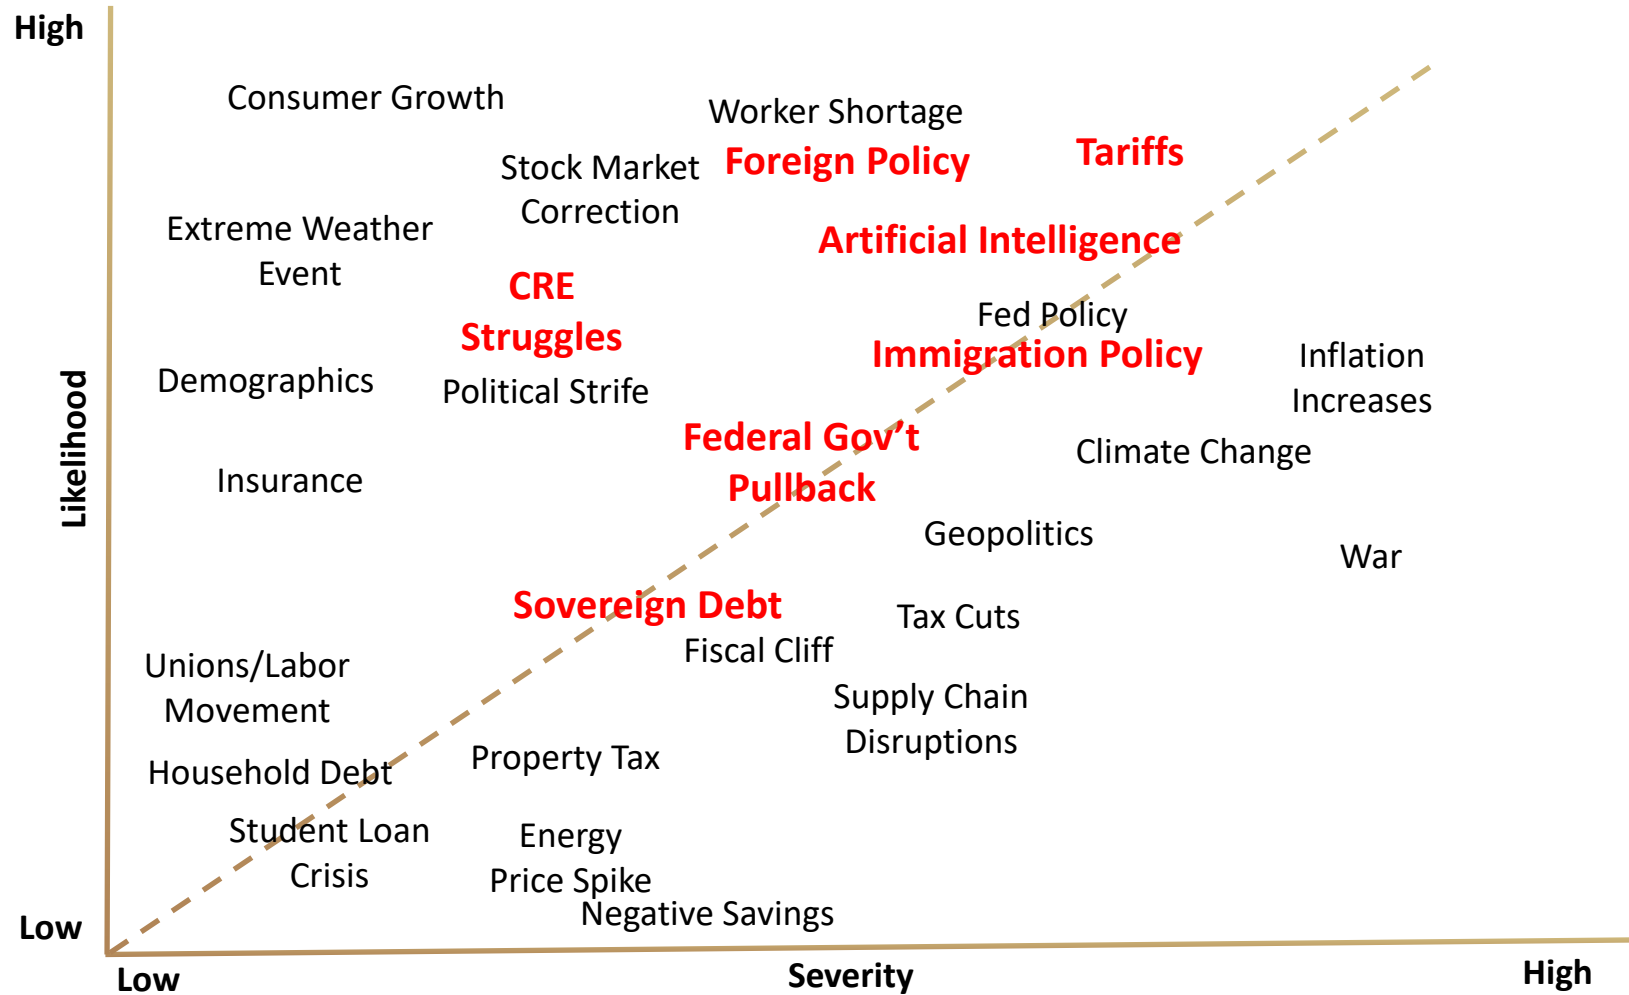 High
Consumer Growth
Worker Shortage
Tariffs
Stock Market
Correction
Foreign Policy
Extreme Weather
Event
Artificial Intelligence
CRE
Struggles
Fed Policy
Immigration Policy
Inflation
Increases
Demographics
Political Strife
Federal Gov’t
Pullback
Climate Change
Likelihood
Insurance
Geopolitics
War
Sovereign Debt
Tax Cuts
Fiscal Cliff
Unions/Labor
Movement
Supply Chain
Disruptions
Household Debt
Property Tax
Student Loan
Crisis
Energy
Price Spike
Negative Savings
Low
Low
Severity
High